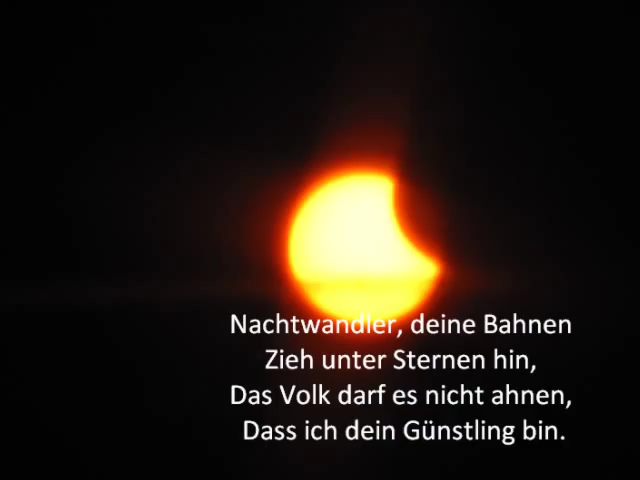 Nachtwandler, deine Bahnen
Zieh unter Sternen hin,
Das Volk darf es nicht ahnen,
Dass ich dein Günstling bin.